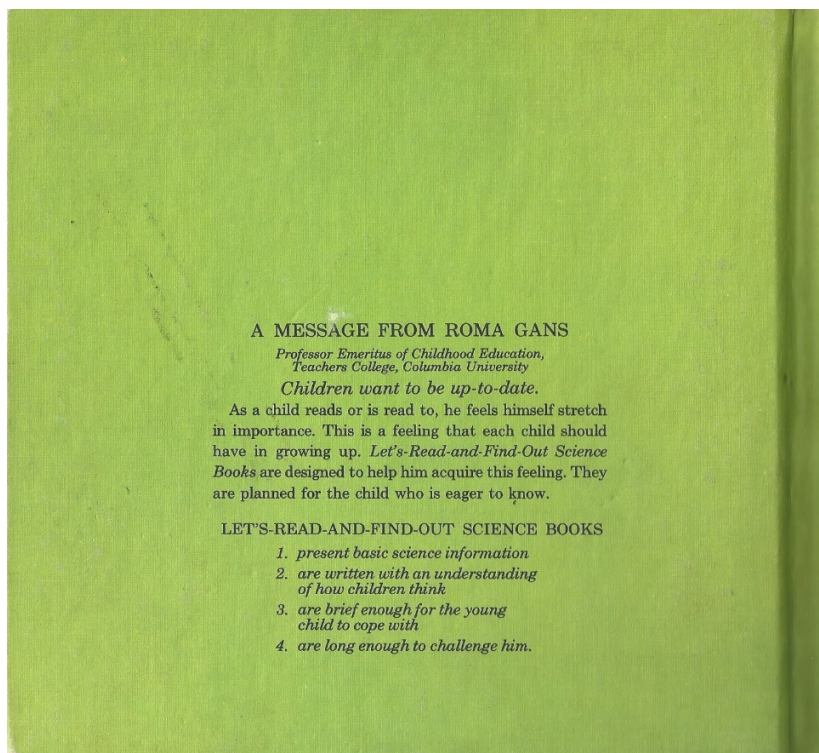 A MESSAGE FROM ROMA GANS
Professor Emeritus of Childhood Education,
Teachers College, Columbia University
Children want to be up-to-date.
As a child reads or is read to, he feels himself stretch
in importance. This is a feeling that each child should
have in growing up. Let's-Read-and-Find-Out Science
Books are designed to help him acquire this feeling. They
are planned for the child who is eager to know.
LET'S-READ-AND-FIND-OUT SCIENCE BOOKS
1. present basic science information
2. are written with an understanding
of how children think
3. are brief enough for the young
child to cope with
4. are long enough to challenge him.